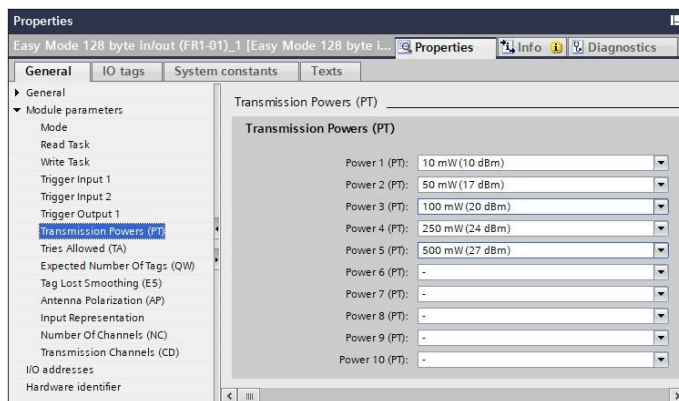 Properties
Easy Mode 128 byte in/out (FR1-01)_1 [Easy Mode 128 byte i... Properties Info Diagnostics
General IO tags System constants Texts
General
Module parameters
Mode
Read Task
Write Task
Trigger Input 1
Trigger Input 2
Trigger Output 1
Transmission Powers (PT)
Tries Allowed (TA)
Expected Number Of Tags (QW)
Tag Lost Smoothing (E5)
Antenna Polarization (AP)
Input Representation
Number Of Channels (NC)
Transmission Channels (CD)
I/O addresses
Hardware identifier
Transmission Powers (PT)
Transmission Powers (PT)
Power 1 (PT): 10 mW (10 dBm)
Power 2 (PT): 50 mW (17 dBm)
Power 3 (PT): 100 mW (20 dBm)
Power 4 (PT): 250 mW (24 dBm)
Power 5 (PT): 500 mW (27 dBm)
Power 6 (PT): -
Power 7 (PT): -
Power 8 (PT): -
Power 9 (PT): -
Power 10 (PT): -